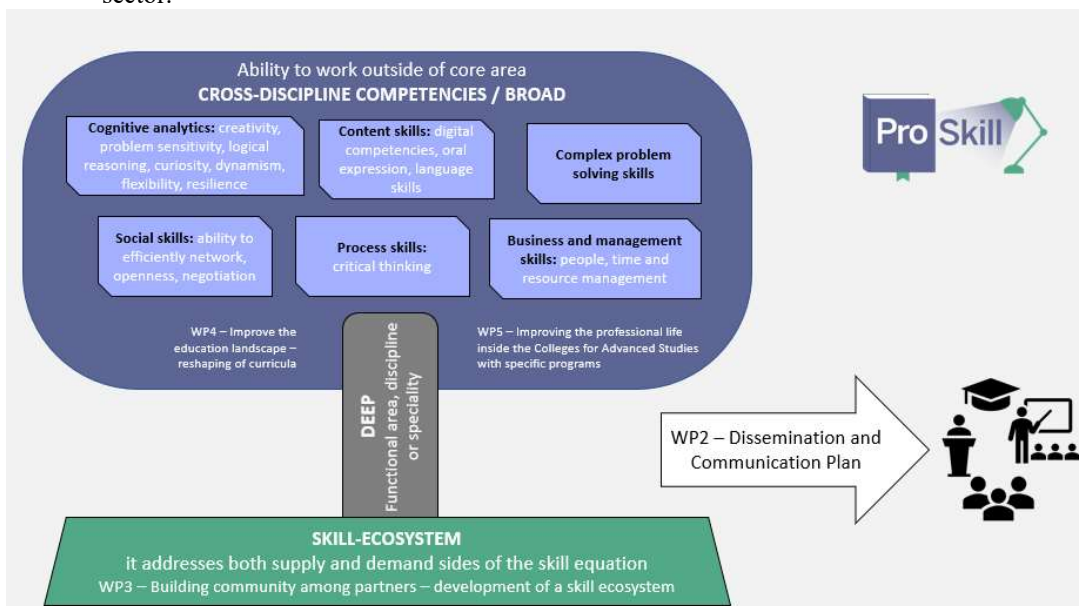 sector.
Ability to work outside of core area
CROSS-DISCIPLINE COMPETENCIES / BROAD
Cognitive analytics: creativity,
problem sensitivity, logical
reasoning, curiosity, dynamism,
flexibility, resilience
Content skills: digital
competencies, oral
expression, language
skills
Complex problem
solving skills
Social skills: ability to
efficiently network,
openness, negotiation
Process skills:
critical thinking
Business and management
skills: people, time and
resource management
WP4 – Improve the
education landscape –
reshaping of curricula
WP5 – Improving the professional life
inside the Colleges for Advanced Studies
with specific programs
DEEP
Functional area, discipline
or speciality
SKILL-ECOSYSTEM
it addresses both supply and demand sides of the skill equation
WP3 – Building community among partners – development of a skill ecosystem
ProSkill
WP2 – Dissemination and
Communication Plan